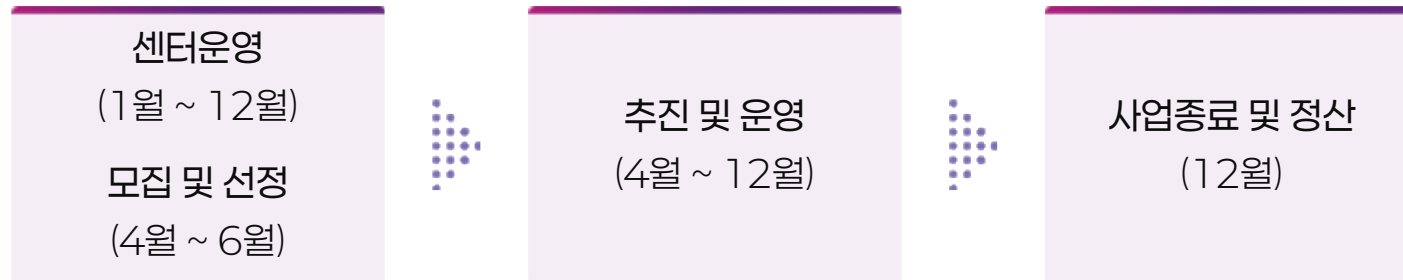 센터운영
(1월 ~ 12월)
모집 및 선정
(4월 ~ 6월)
추진 및 운영
(4월 ~ 12월)
사업종료 및 정산
(12월)